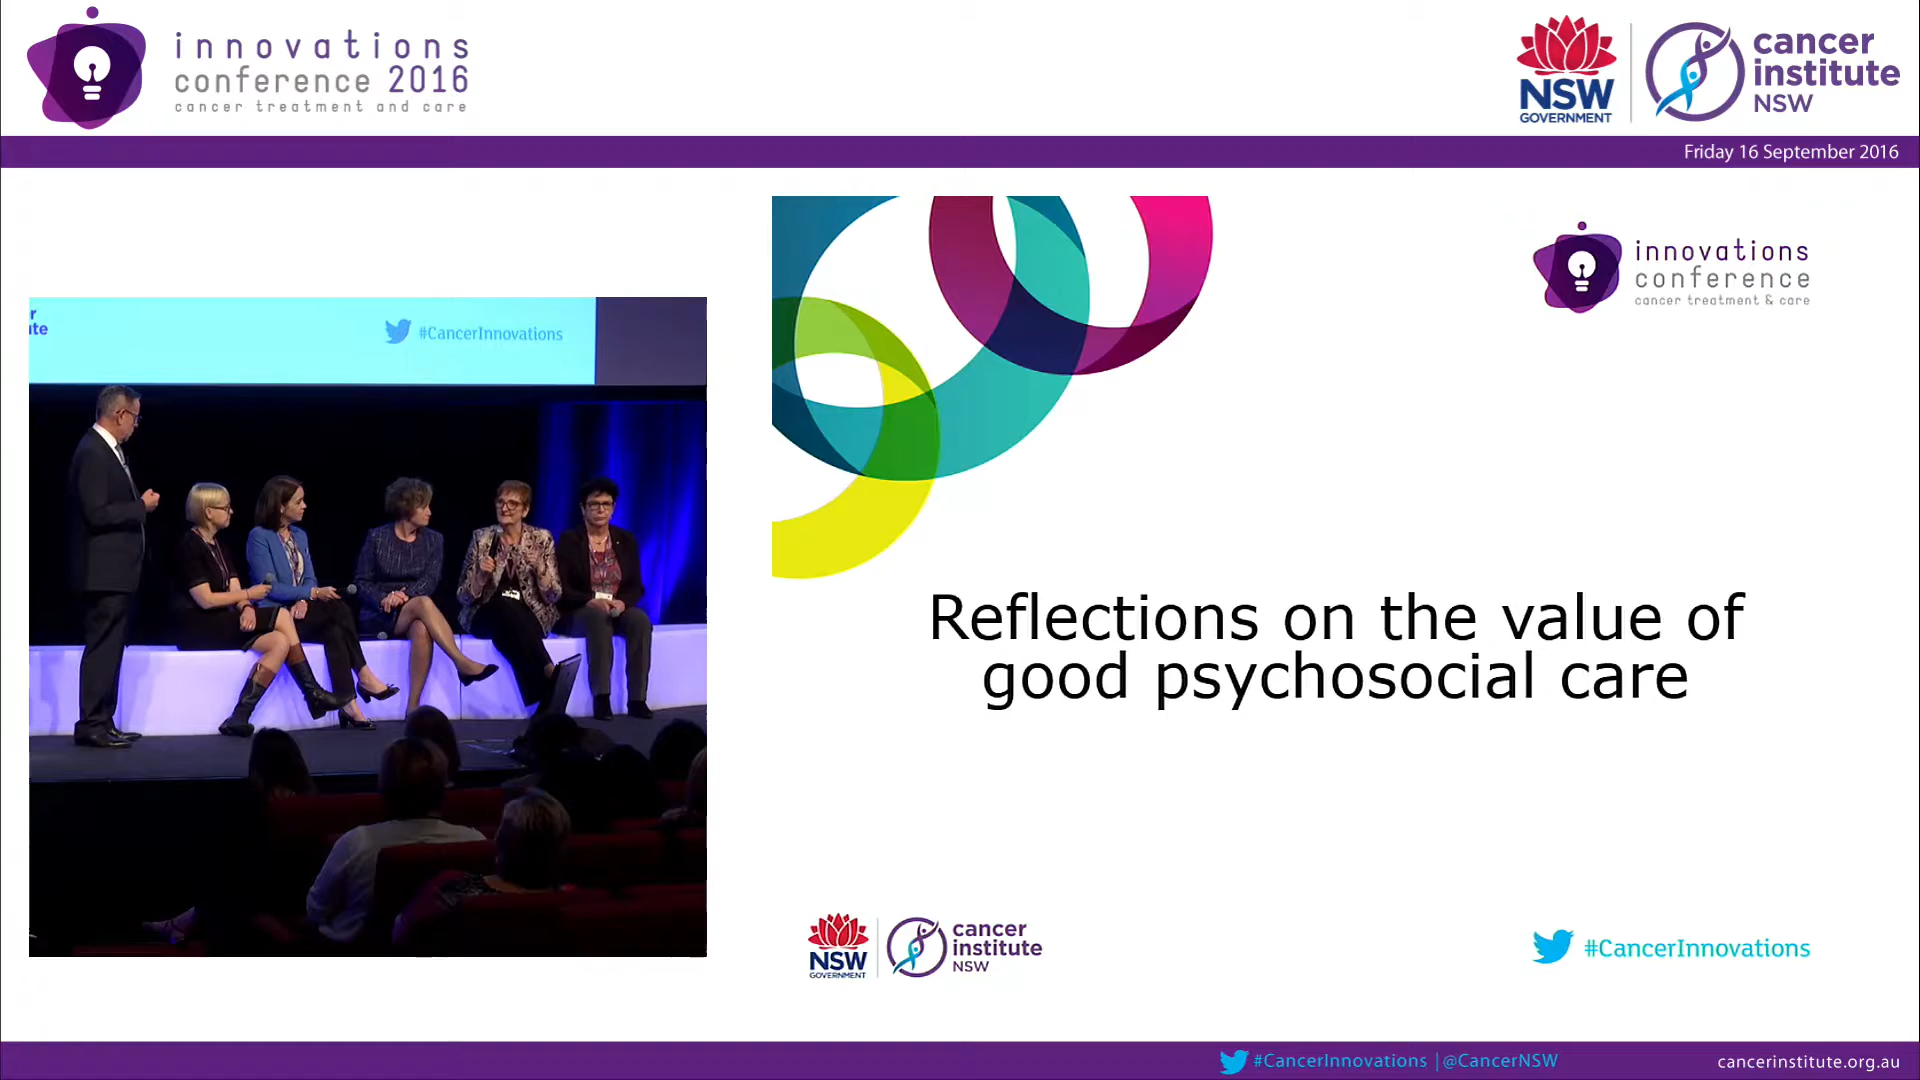 innovations
conference 2016
cancer treatment and care
NSW
GOVERNMENT
cancer
institute
NSW
Friday 16 September 2016
r
ute
#CancerInnovations
innovations
conference
cancer treatment & care
Reflections on the value of
good psychosocial care
NSW
GOVERNMENT
cancer
institute
NSW
#CancerInnovations
#CancerInnovations | @CancerNSW
cancerinstitute.org.au